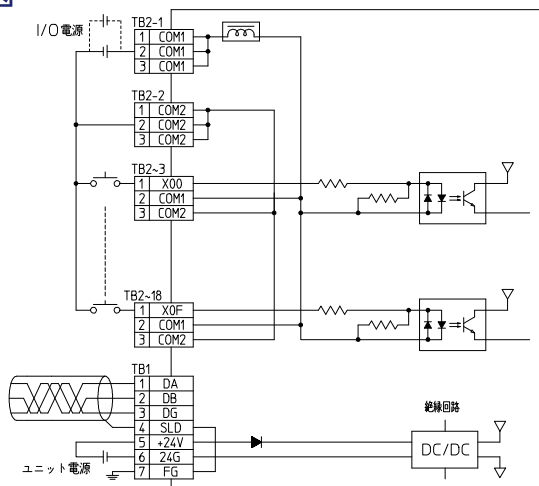 I/O電源
TB2-1
1 COM1
2 COM1
3 COM1
TB2-2
1 COM2
2 COM2
3 COM2
TB2~3
1 X00
2 COM1
3 COM2
TB2~18
1 X0F
2 COM1
3 COM2
TB1
1 DA
2 DB
3 DG
4 SLD
5 +24V
6 24G
7 FG
ユニット電源
絶縁回路
DC/DC